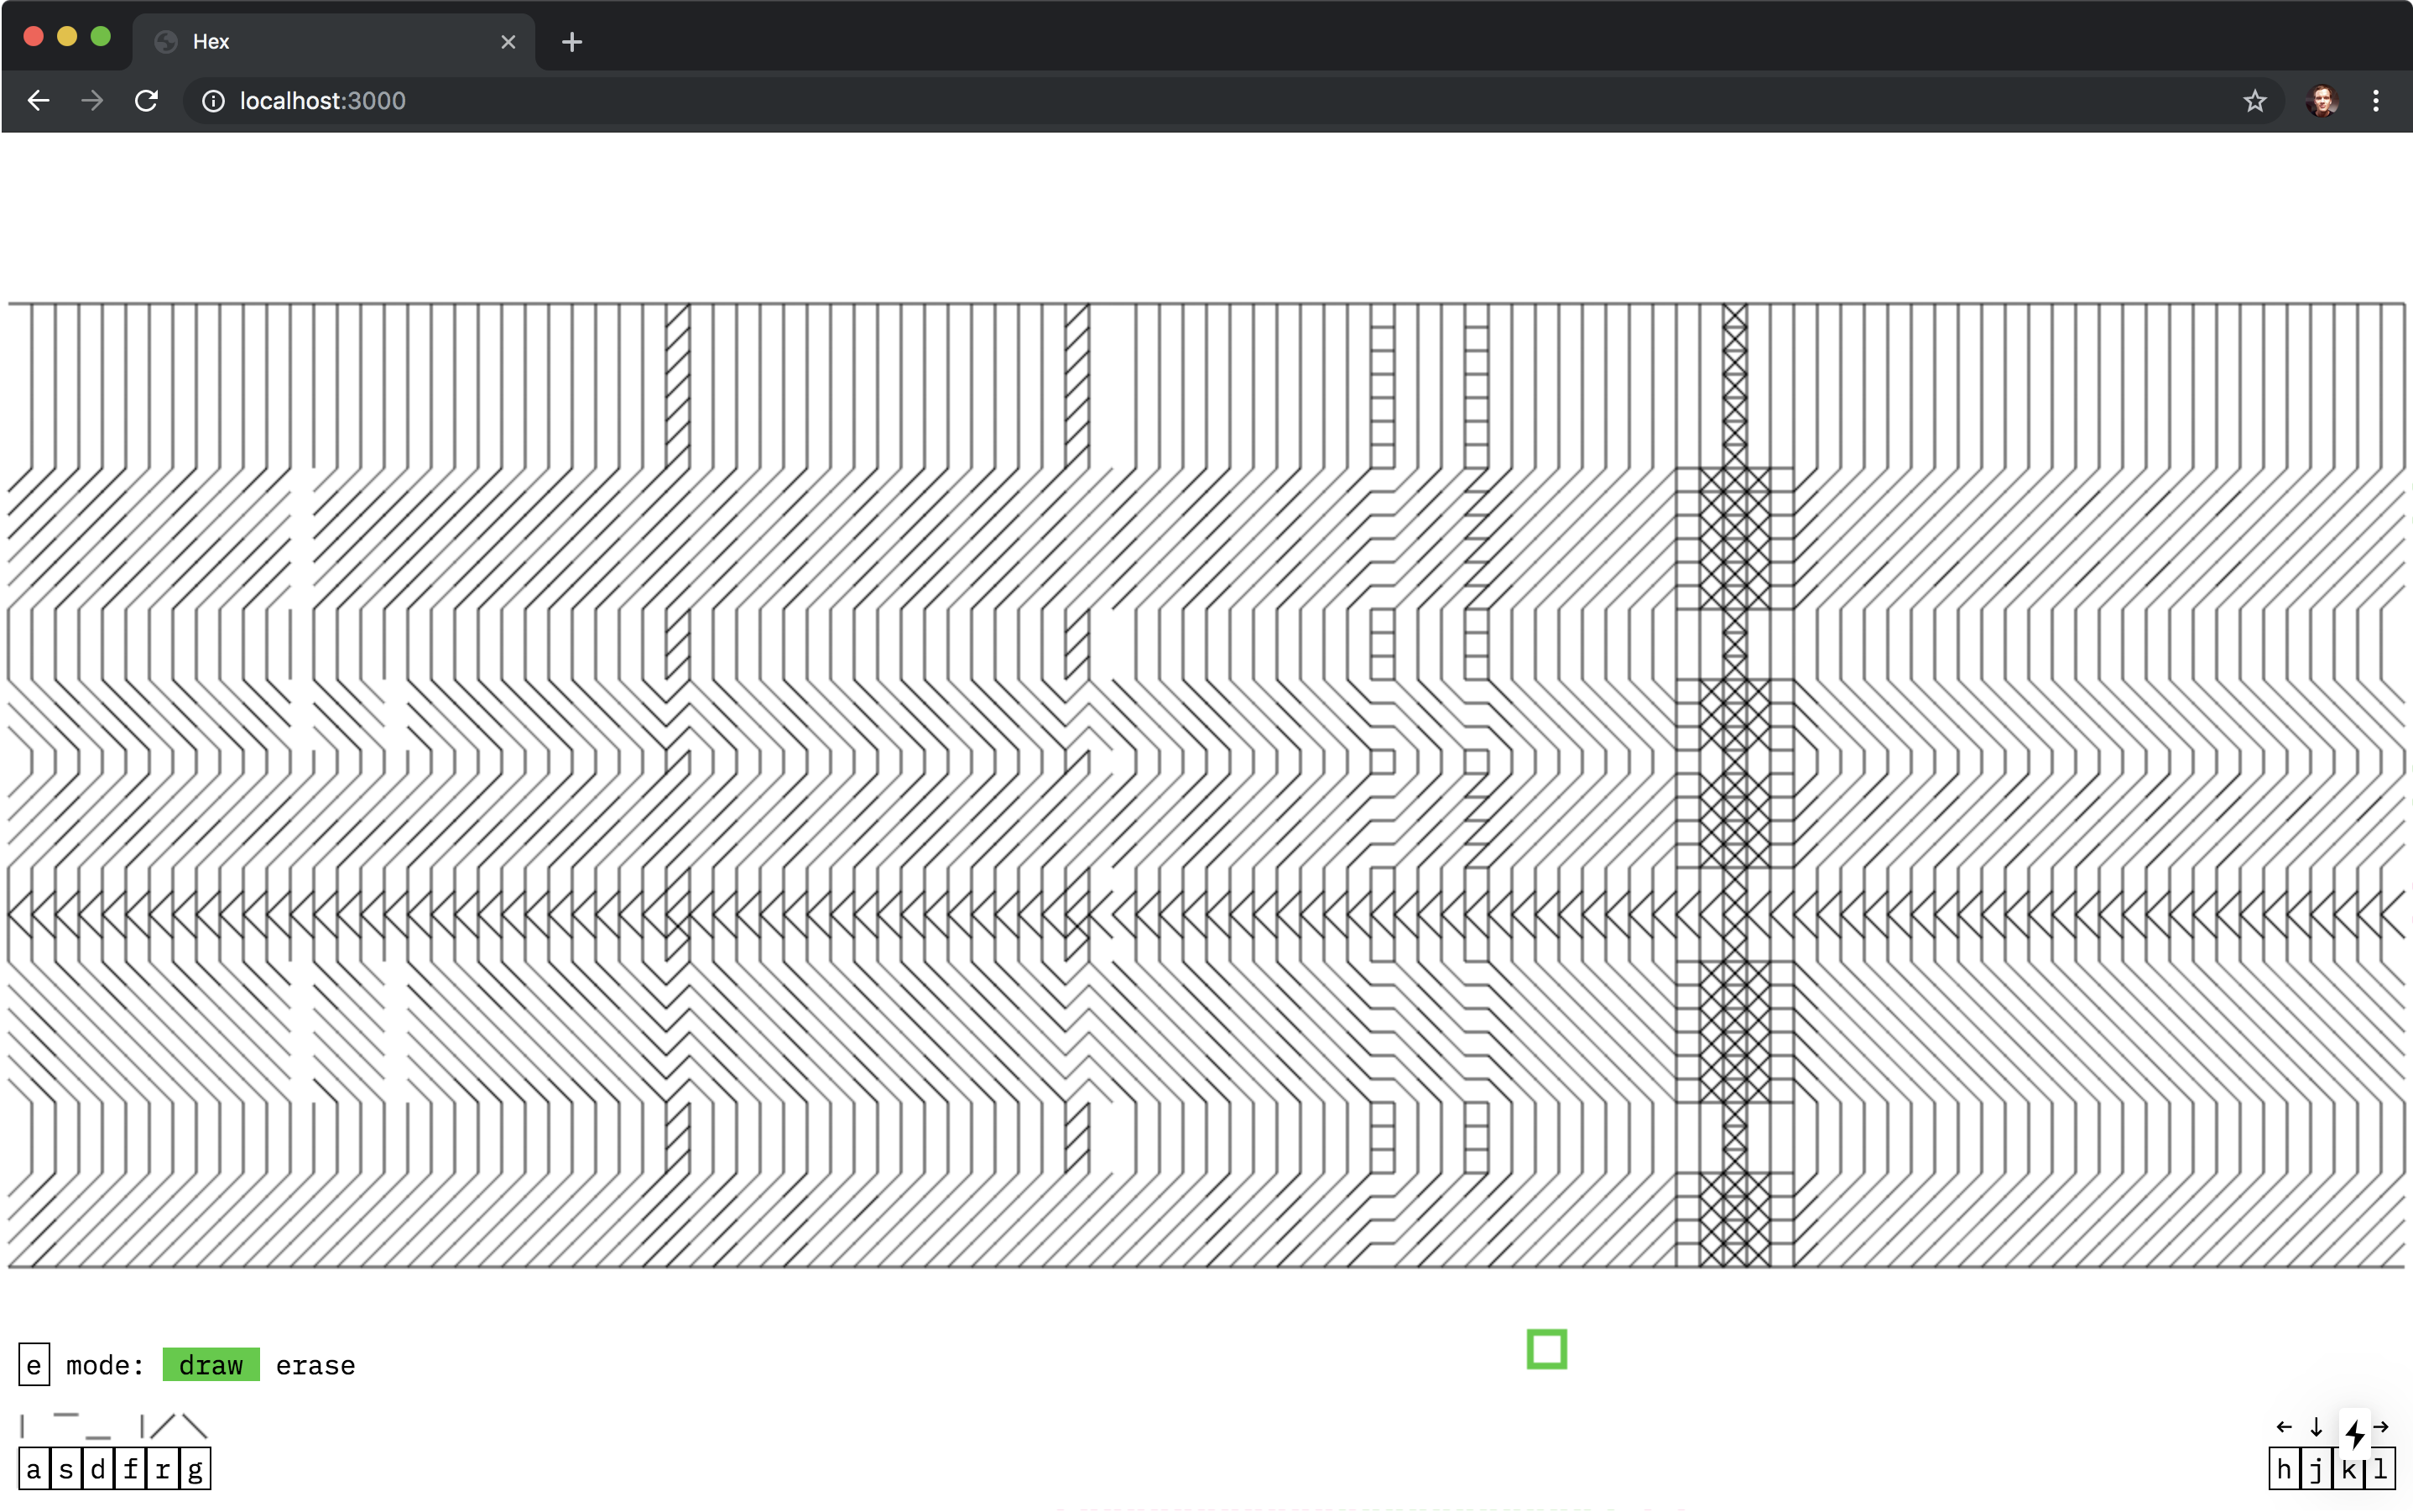 Hex
localhost:3000
e mode: draw erase
← ↓ →
a s d f r g
h j k l